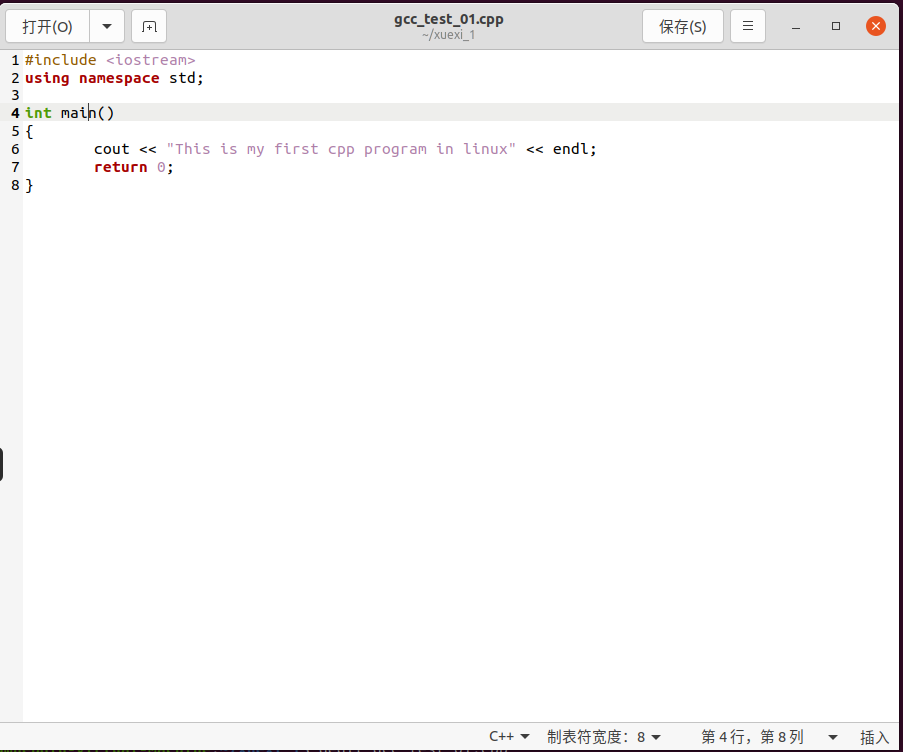 打开(O)
gcc_test_01.cpp
~/xuexi_1
保存(S)
1 #include <iostream>
2 using namespace std;
3
4 int main()
5 {
6         cout << "This is my first cpp program in linux" << endl;
7         return 0;
8 }
C++ 制表符宽度：8 第 4 行，第 8 列 插入